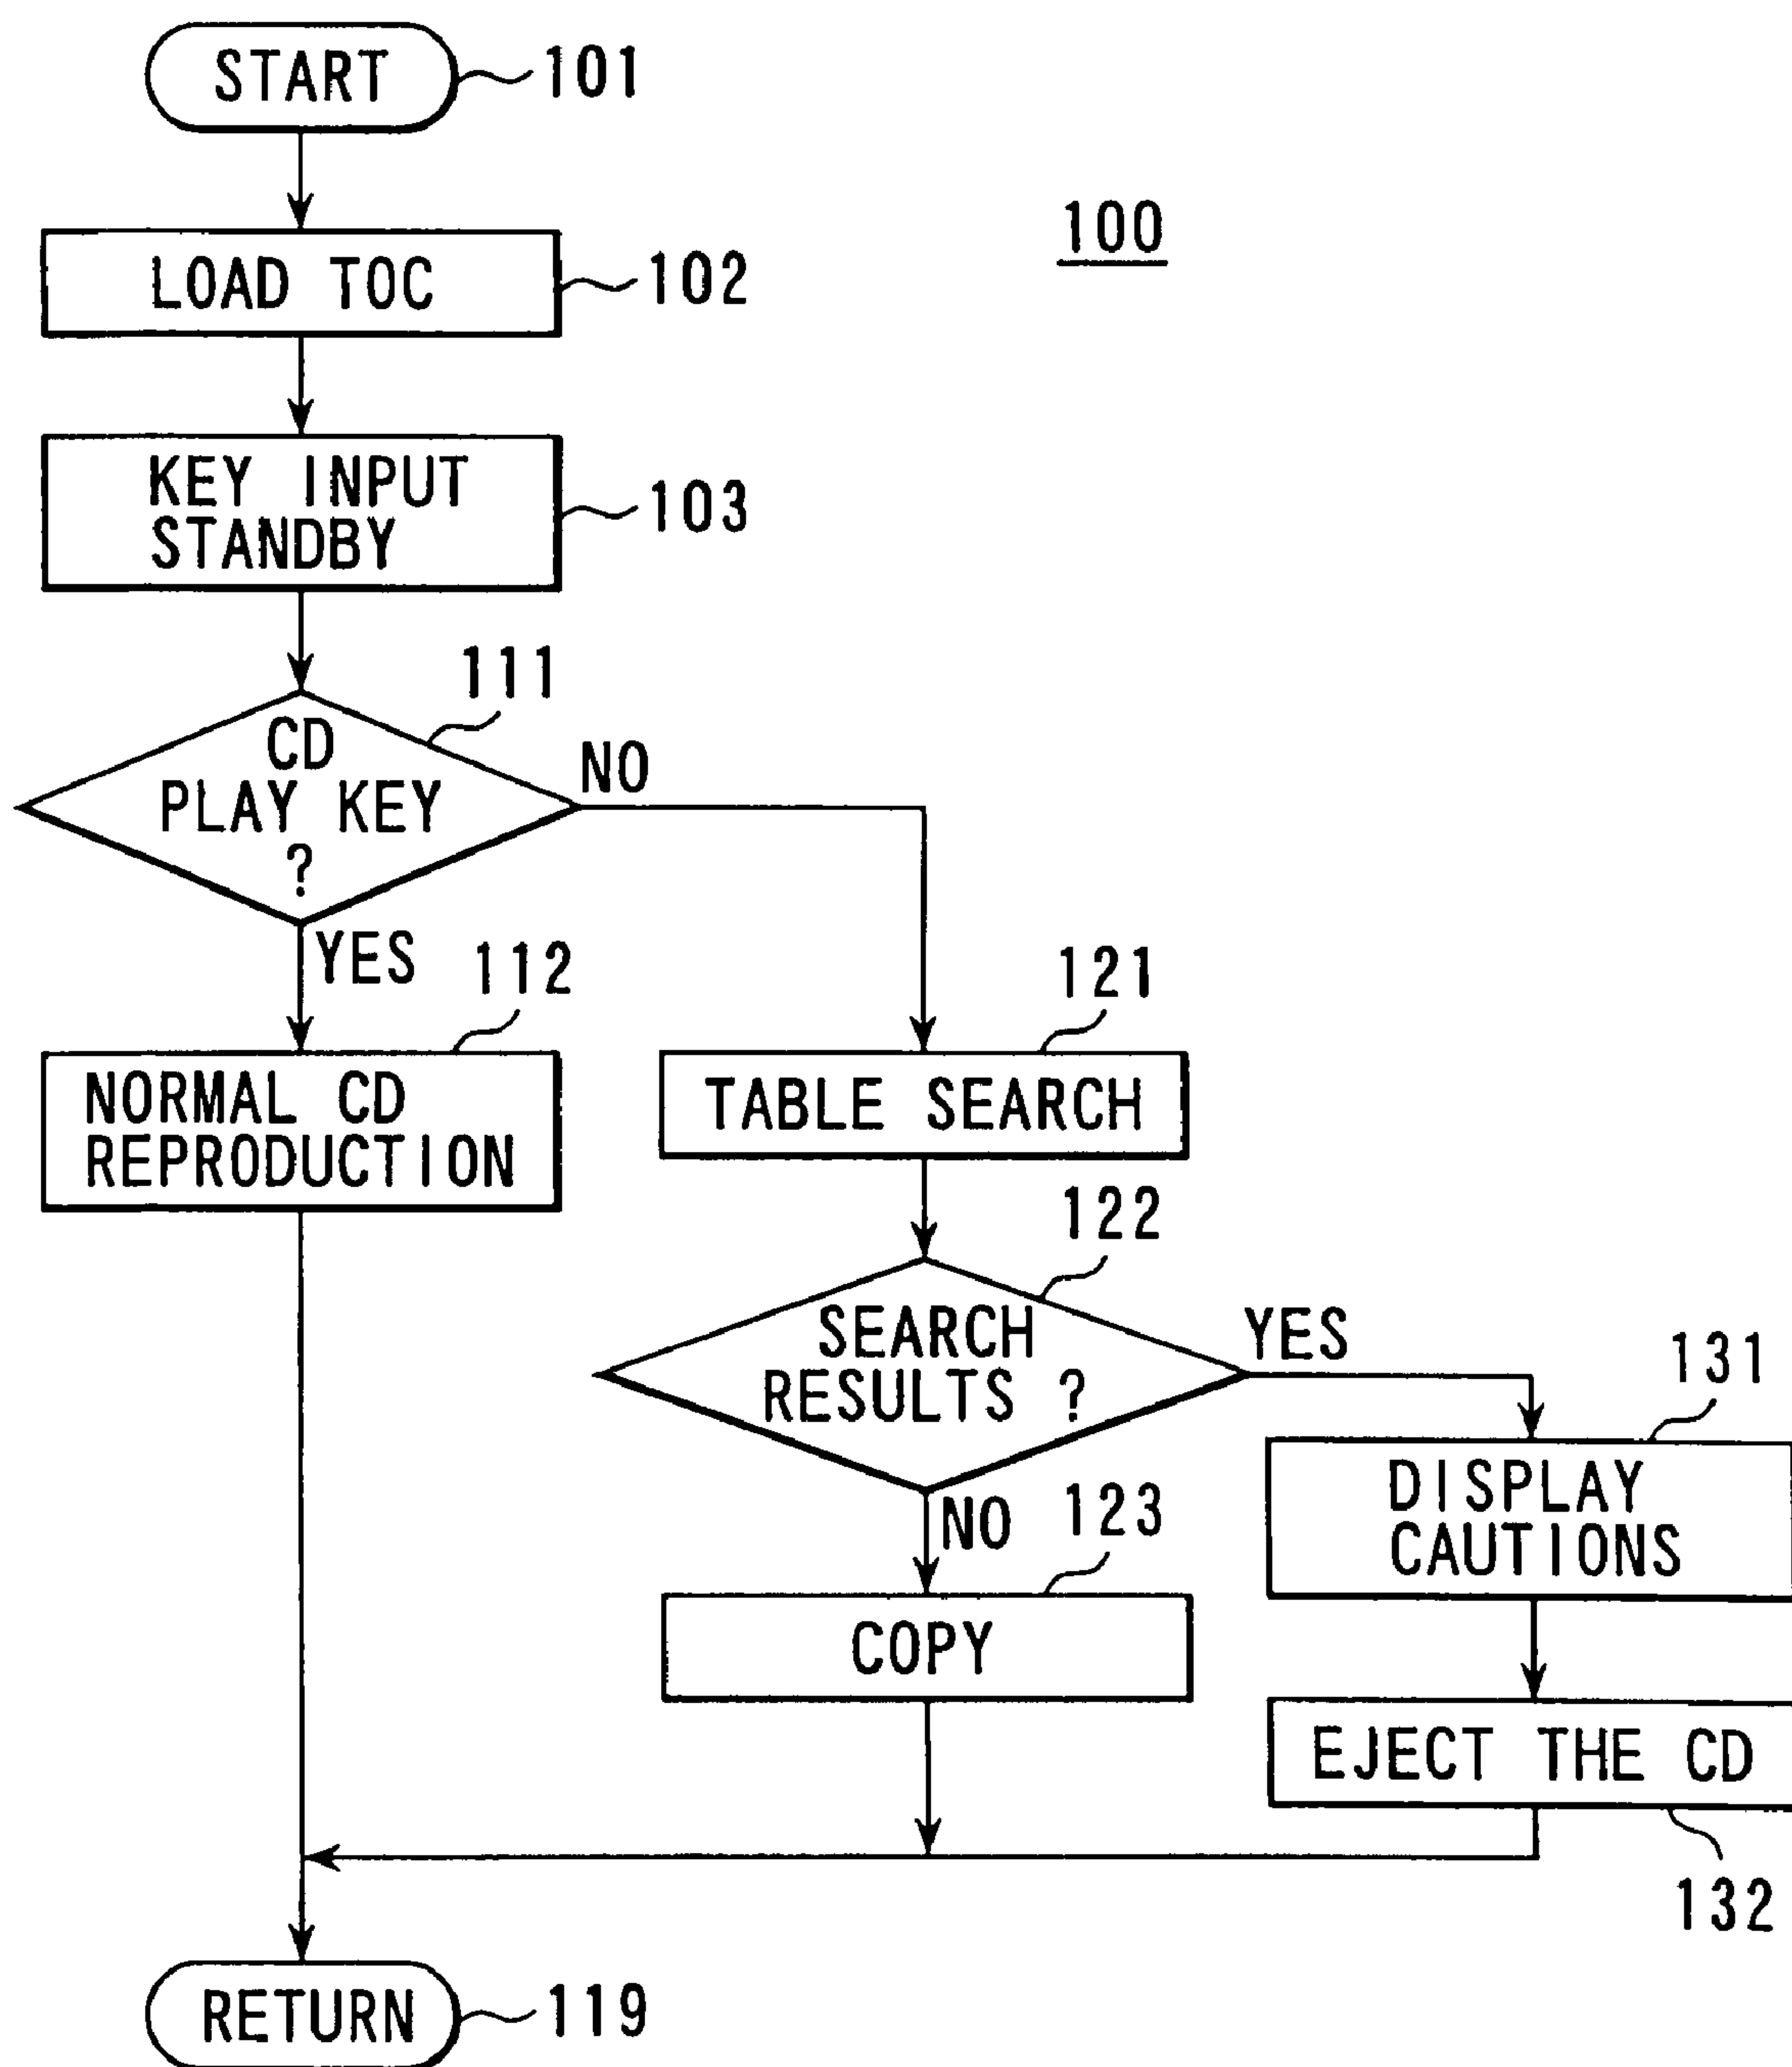 START
101
100
LOAD TOC
102
KEY INPUT
STANDBY
103
111
CD
PLAY KEY
?
NO
YES
112
121
NORMAL CD
REPRODUCTION
TABLE SEARCH
122
SEARCH
RESULTS ?
YES
131
NO
123
DISPLAY
CAUTIONS
COPY
EJECT THE CD
132
RETURN
119